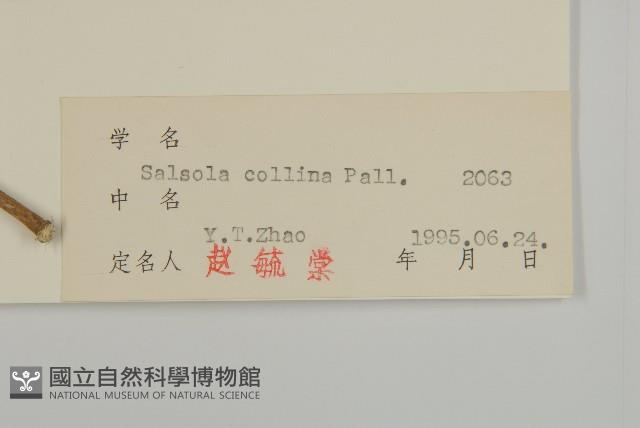 学 名
Salsola collina Pall. 2063
中 名
Y.T.Zhao 1995.06.24.
定名人 赵毓棠 年 月 日
國立自然科學博物館
NATIONAL MUSEUM OF NATURAL SCIENCE